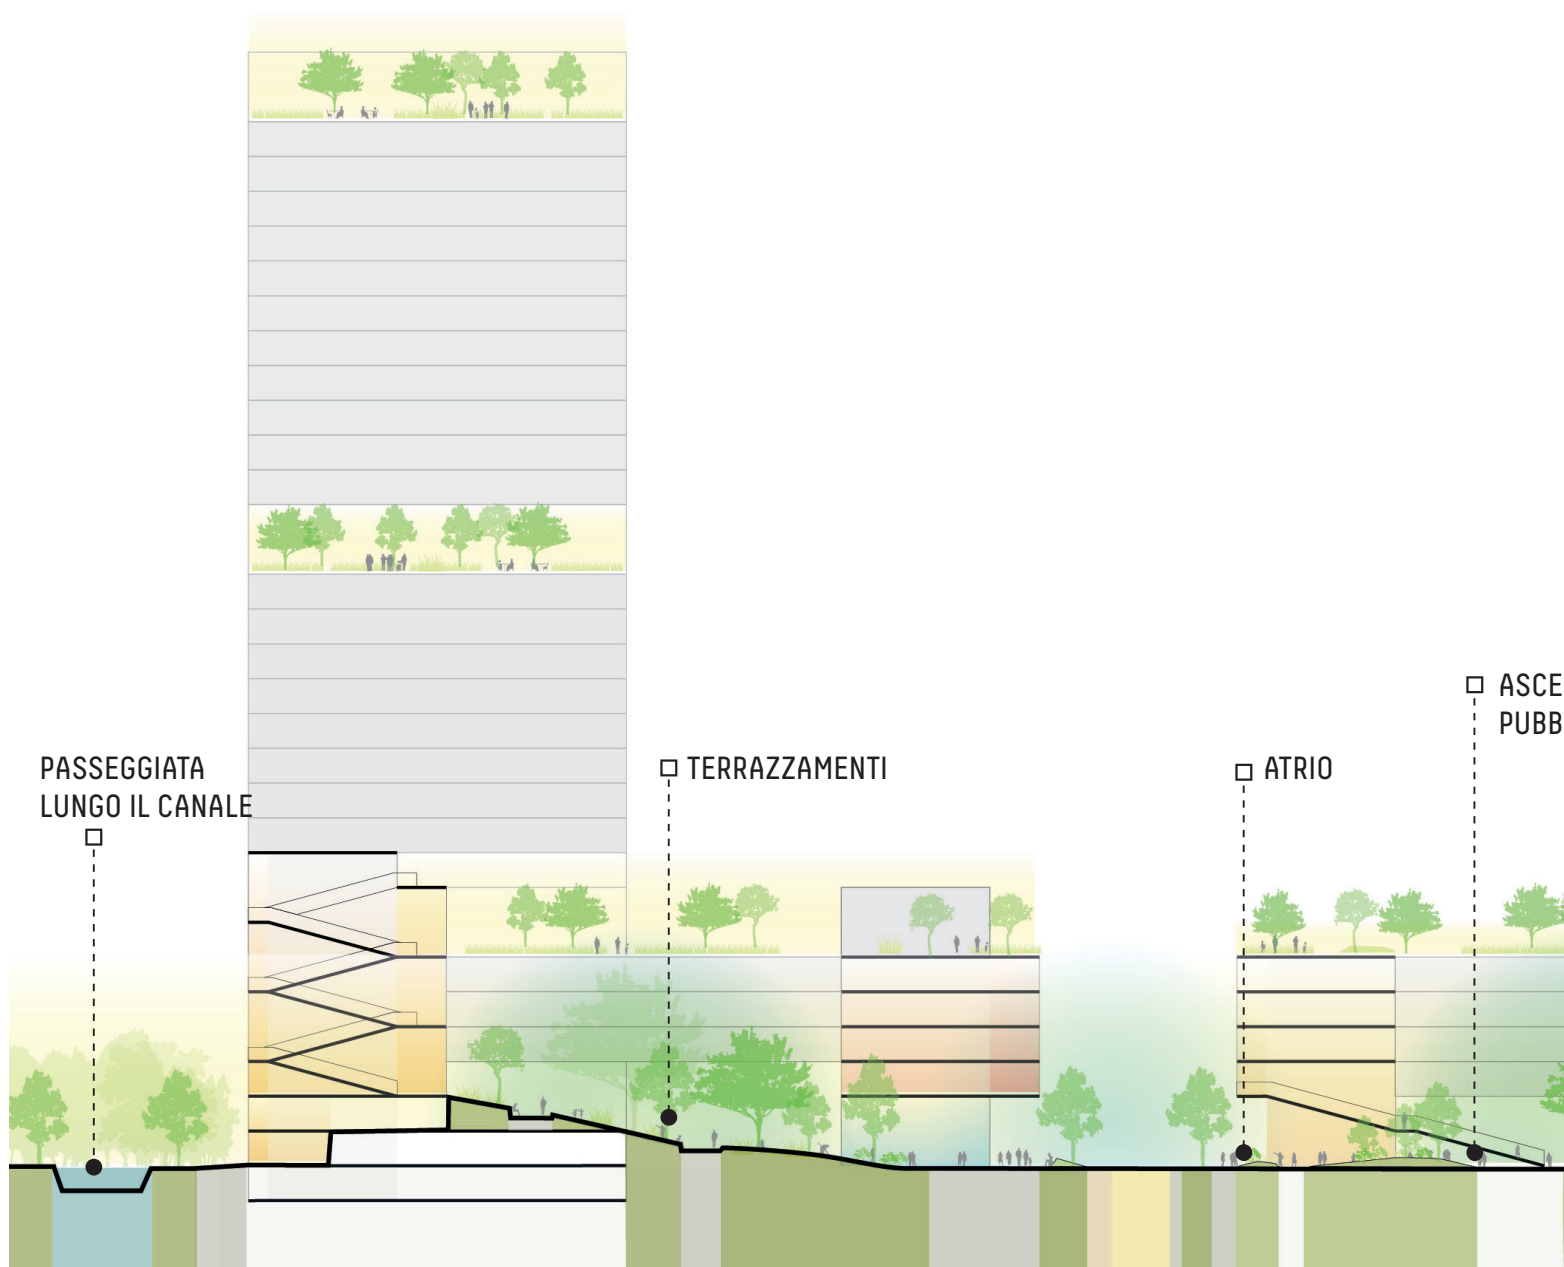 PASSEGGIATA
LUNGO IL CANALE
TERRAZZAMENTI
ATRIO
ASCE
PUBB